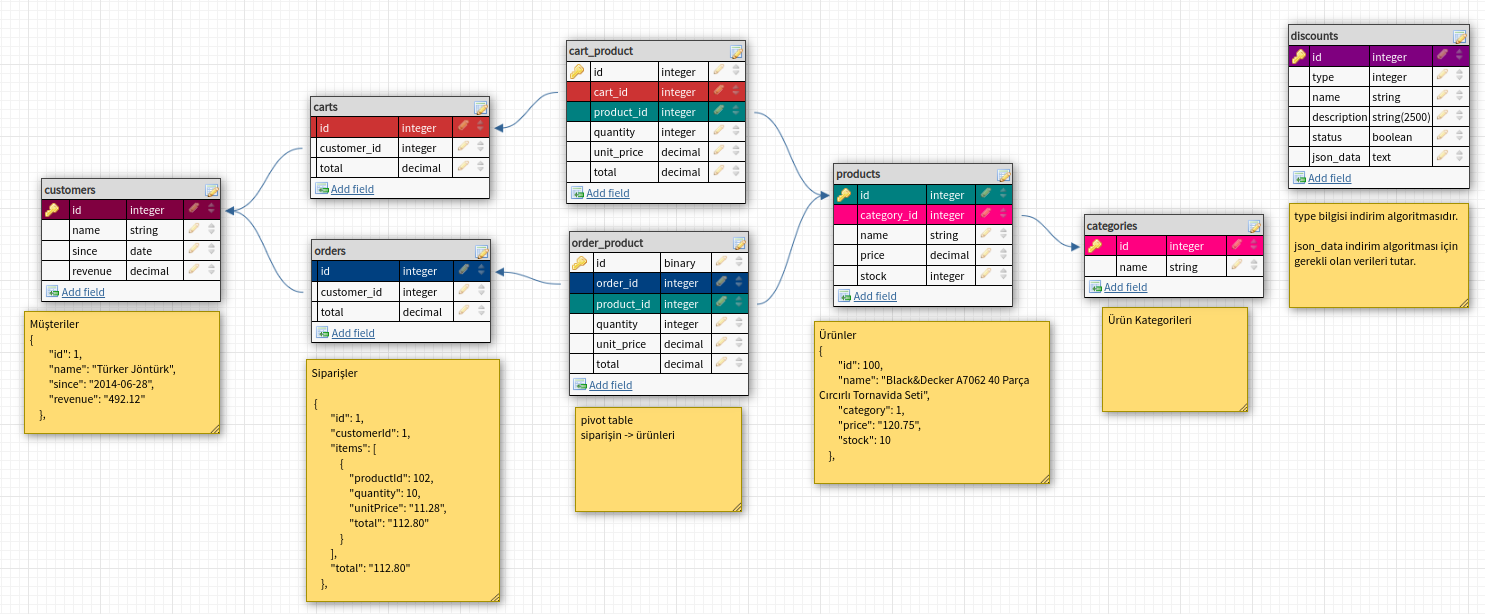 customers
id integer
name string
since date
revenue decimal
Add field
Müşteriler
{
"id": 1,
"name": "Türker Jöntürk",
"since": "2014-06-28",
"revenue": "492.12"
},
carts
id integer
customer_id integer
total decimal
Add field
orders
id integer
customer_id integer
total decimal
Add field
Siparişler
{
"id": 1,
"customerId": 1,
"items": [
{
"productId": 102,
"quantity": 10,
"unitPrice": "11.28",
"total": "112.80"
}
],
"total": "112.80"
},
cart_product
id integer
cart_id integer
product_id integer
quantity integer
unit_price decimal
total decimal
Add field
order_product
id binary
order_id integer
product_id integer
quantity integer
unit_price decimal
total decimal
Add field
pivot table
siparişin -> ürünleri
products
id integer
category_id integer
name string
price decimal
stock integer
Add field
Ürünler
{
"id": 100,
"name": "Black&Decker A7062 40 Parça
Cırcırlı Tornavida Seti",
"category": 1,
"price": "120.75",
"stock": 10
},
categories
id integer
name string
Add field
Ürün Kategorileri
discounts
id integer
type integer
name string
description string(2500)
status boolean
json_data text
Add field
type bilgisi indirim algoritmasıdır.
json_data indirim algoritması için
gerekli olan verileri tutar.